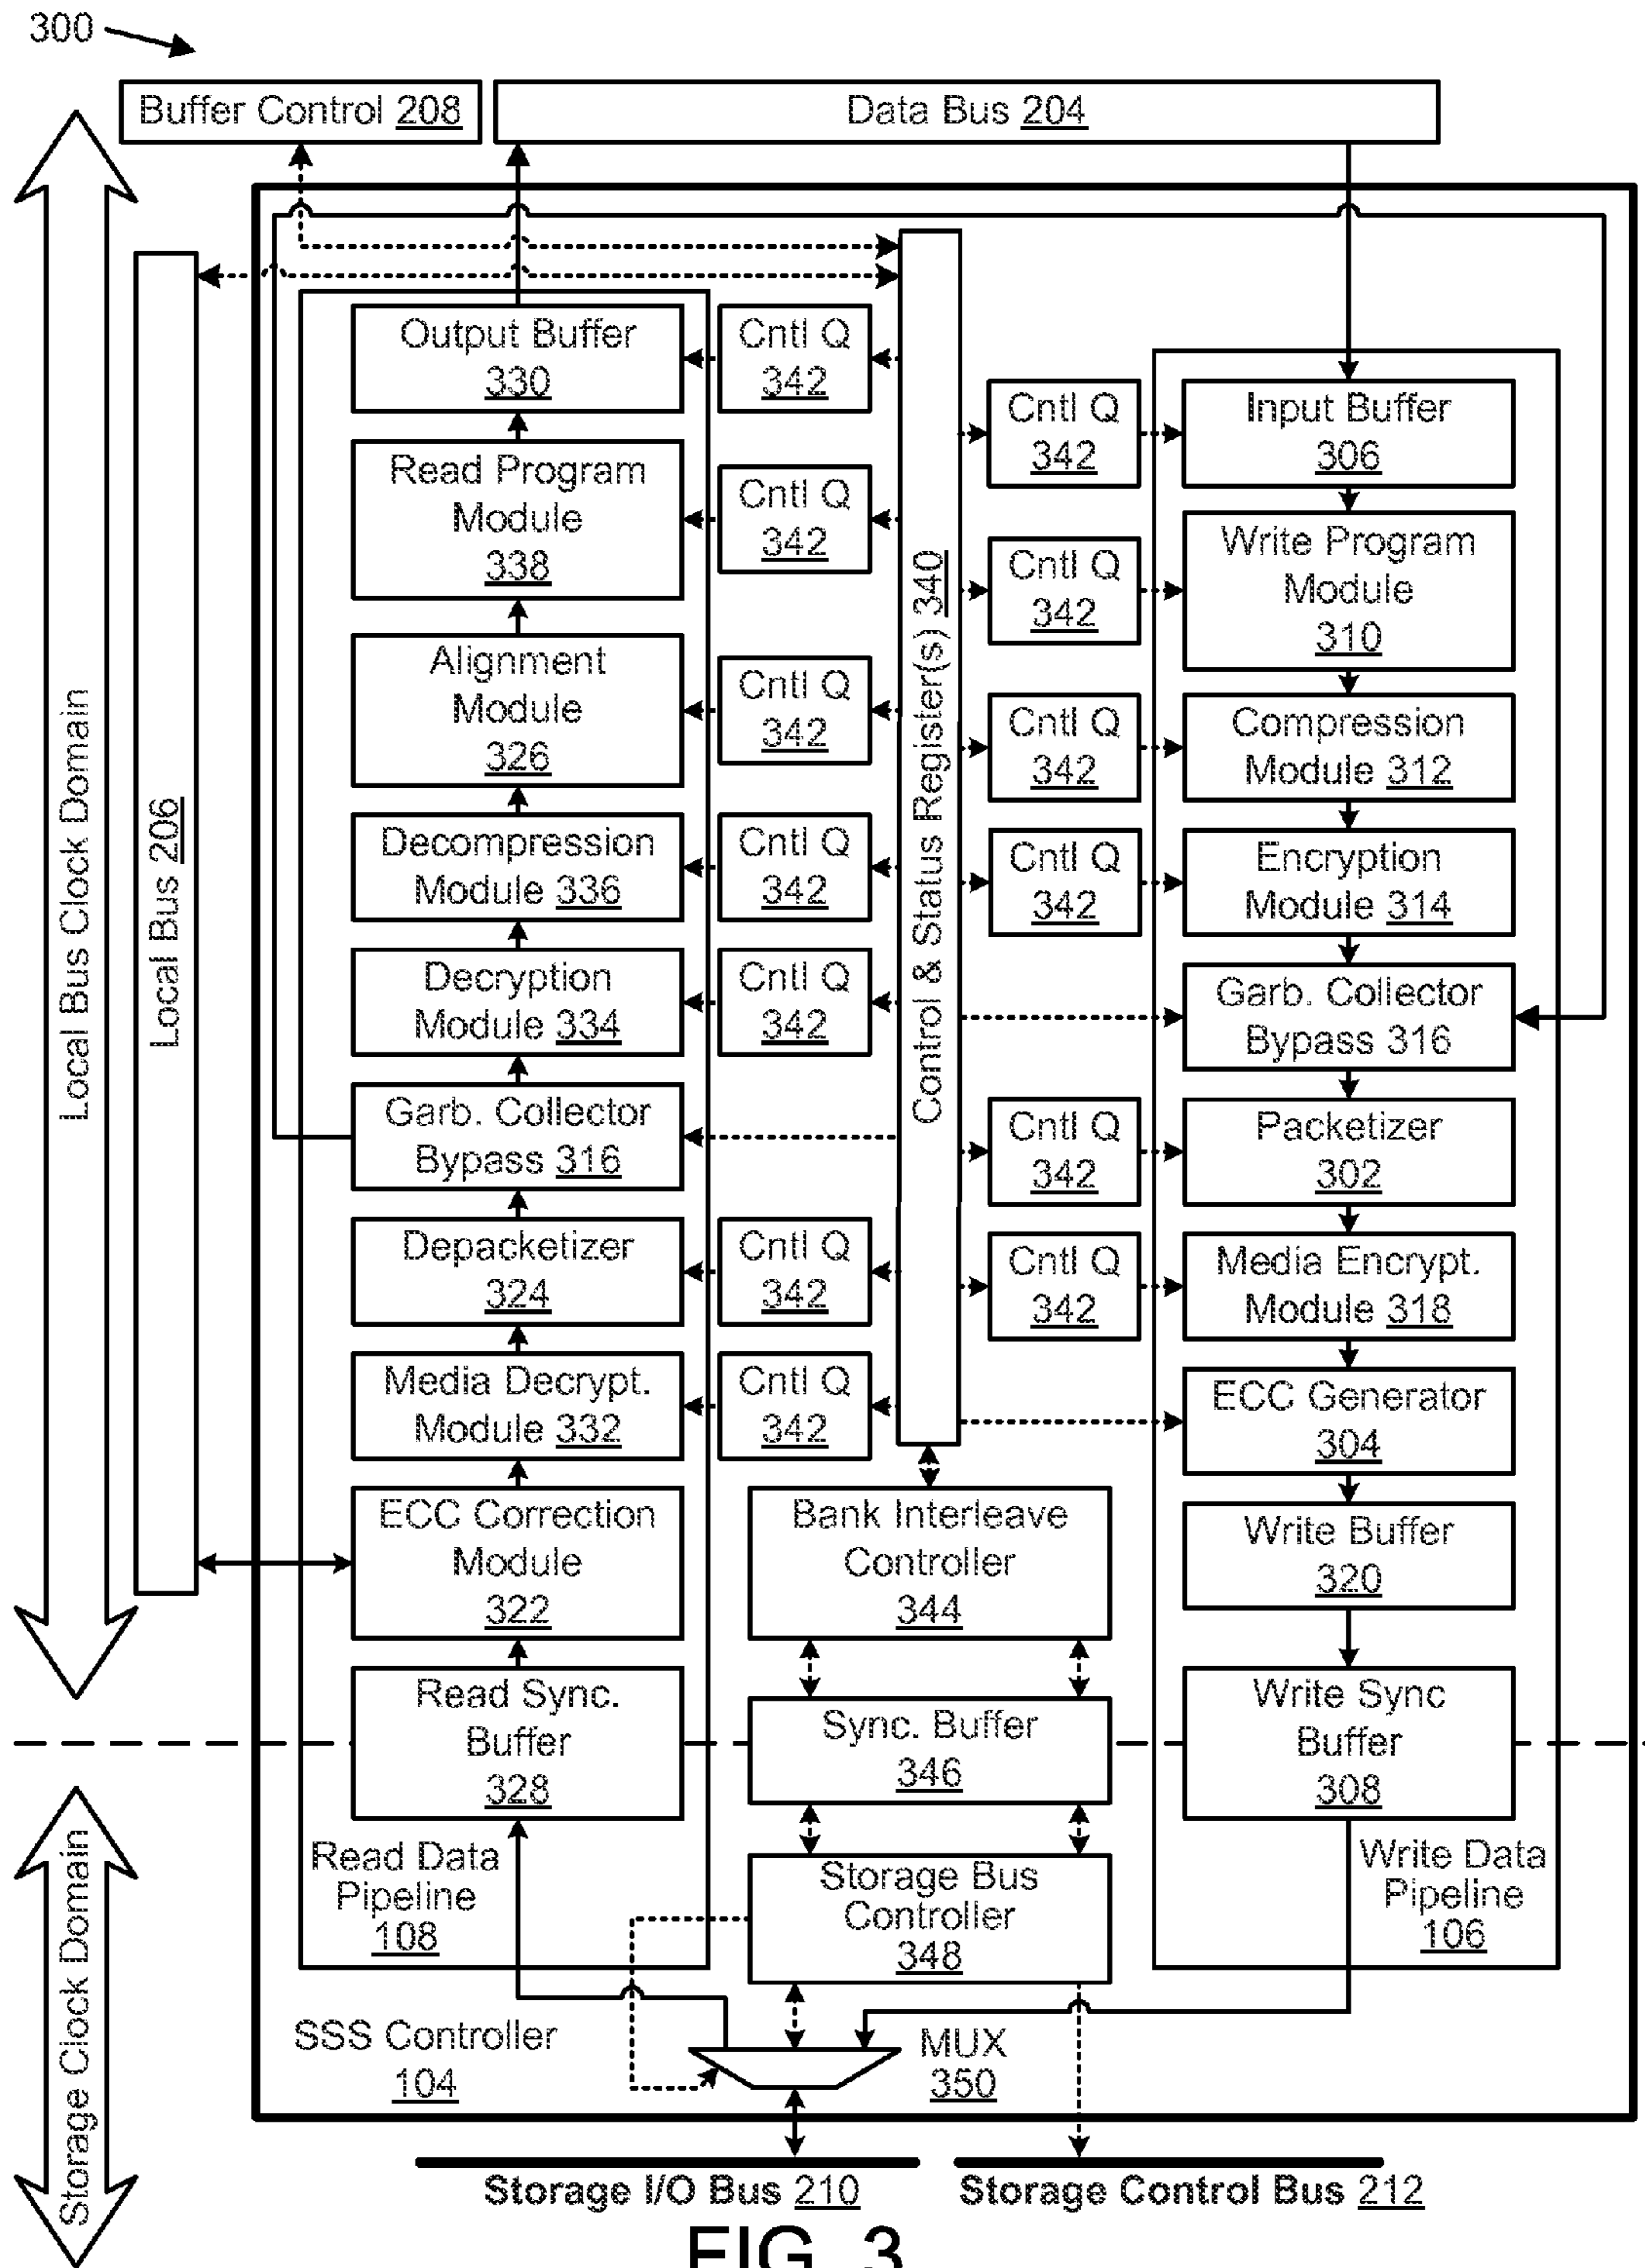 300
Buffer Control 208
Data Bus 204
Local Bus Clock Domain
Local Bus 206
Output Buffer
330
Cntl Q
342
Read Program
Module
338
Cntl Q
342
Alignment
Module
326
Cntl Q
342
Decompression
Module 336
Cntl Q
342
Decryption
Module 334
Cntl Q
342
Garb. Collector
Bypass 316
Depacketizer
324
Cntl Q
342
Media Decrypt.
Module 332
Cntl Q
342
ECC Correction
Module
322
Read Sync.
Buffer
328
Read Data
Pipeline
108
Control & Status Register(s) 340
Bank Interleave
Controller
344
Sync. Buffer
346
Storage Bus
Controller
348
Cntl Q
342
Input Buffer
306
Cntl Q
342
Write Program
Module
310
Cntl Q
342
Compression
Module 312
Cntl Q
342
Encryption
Module 314
Garb. Collector
Bypass 316
Cntl Q
342
Packetizer
302
Cntl Q
342
Media Encrypt.
Module 318
ECC Generator
304
Write Buffer
320
Write Sync
Buffer
308
Write Data
Pipeline
106
Storage Clock Domain
SSS Controller
104
MUX
350
Storage I/O Bus 210
Storage Control Bus 212
FIG. 3